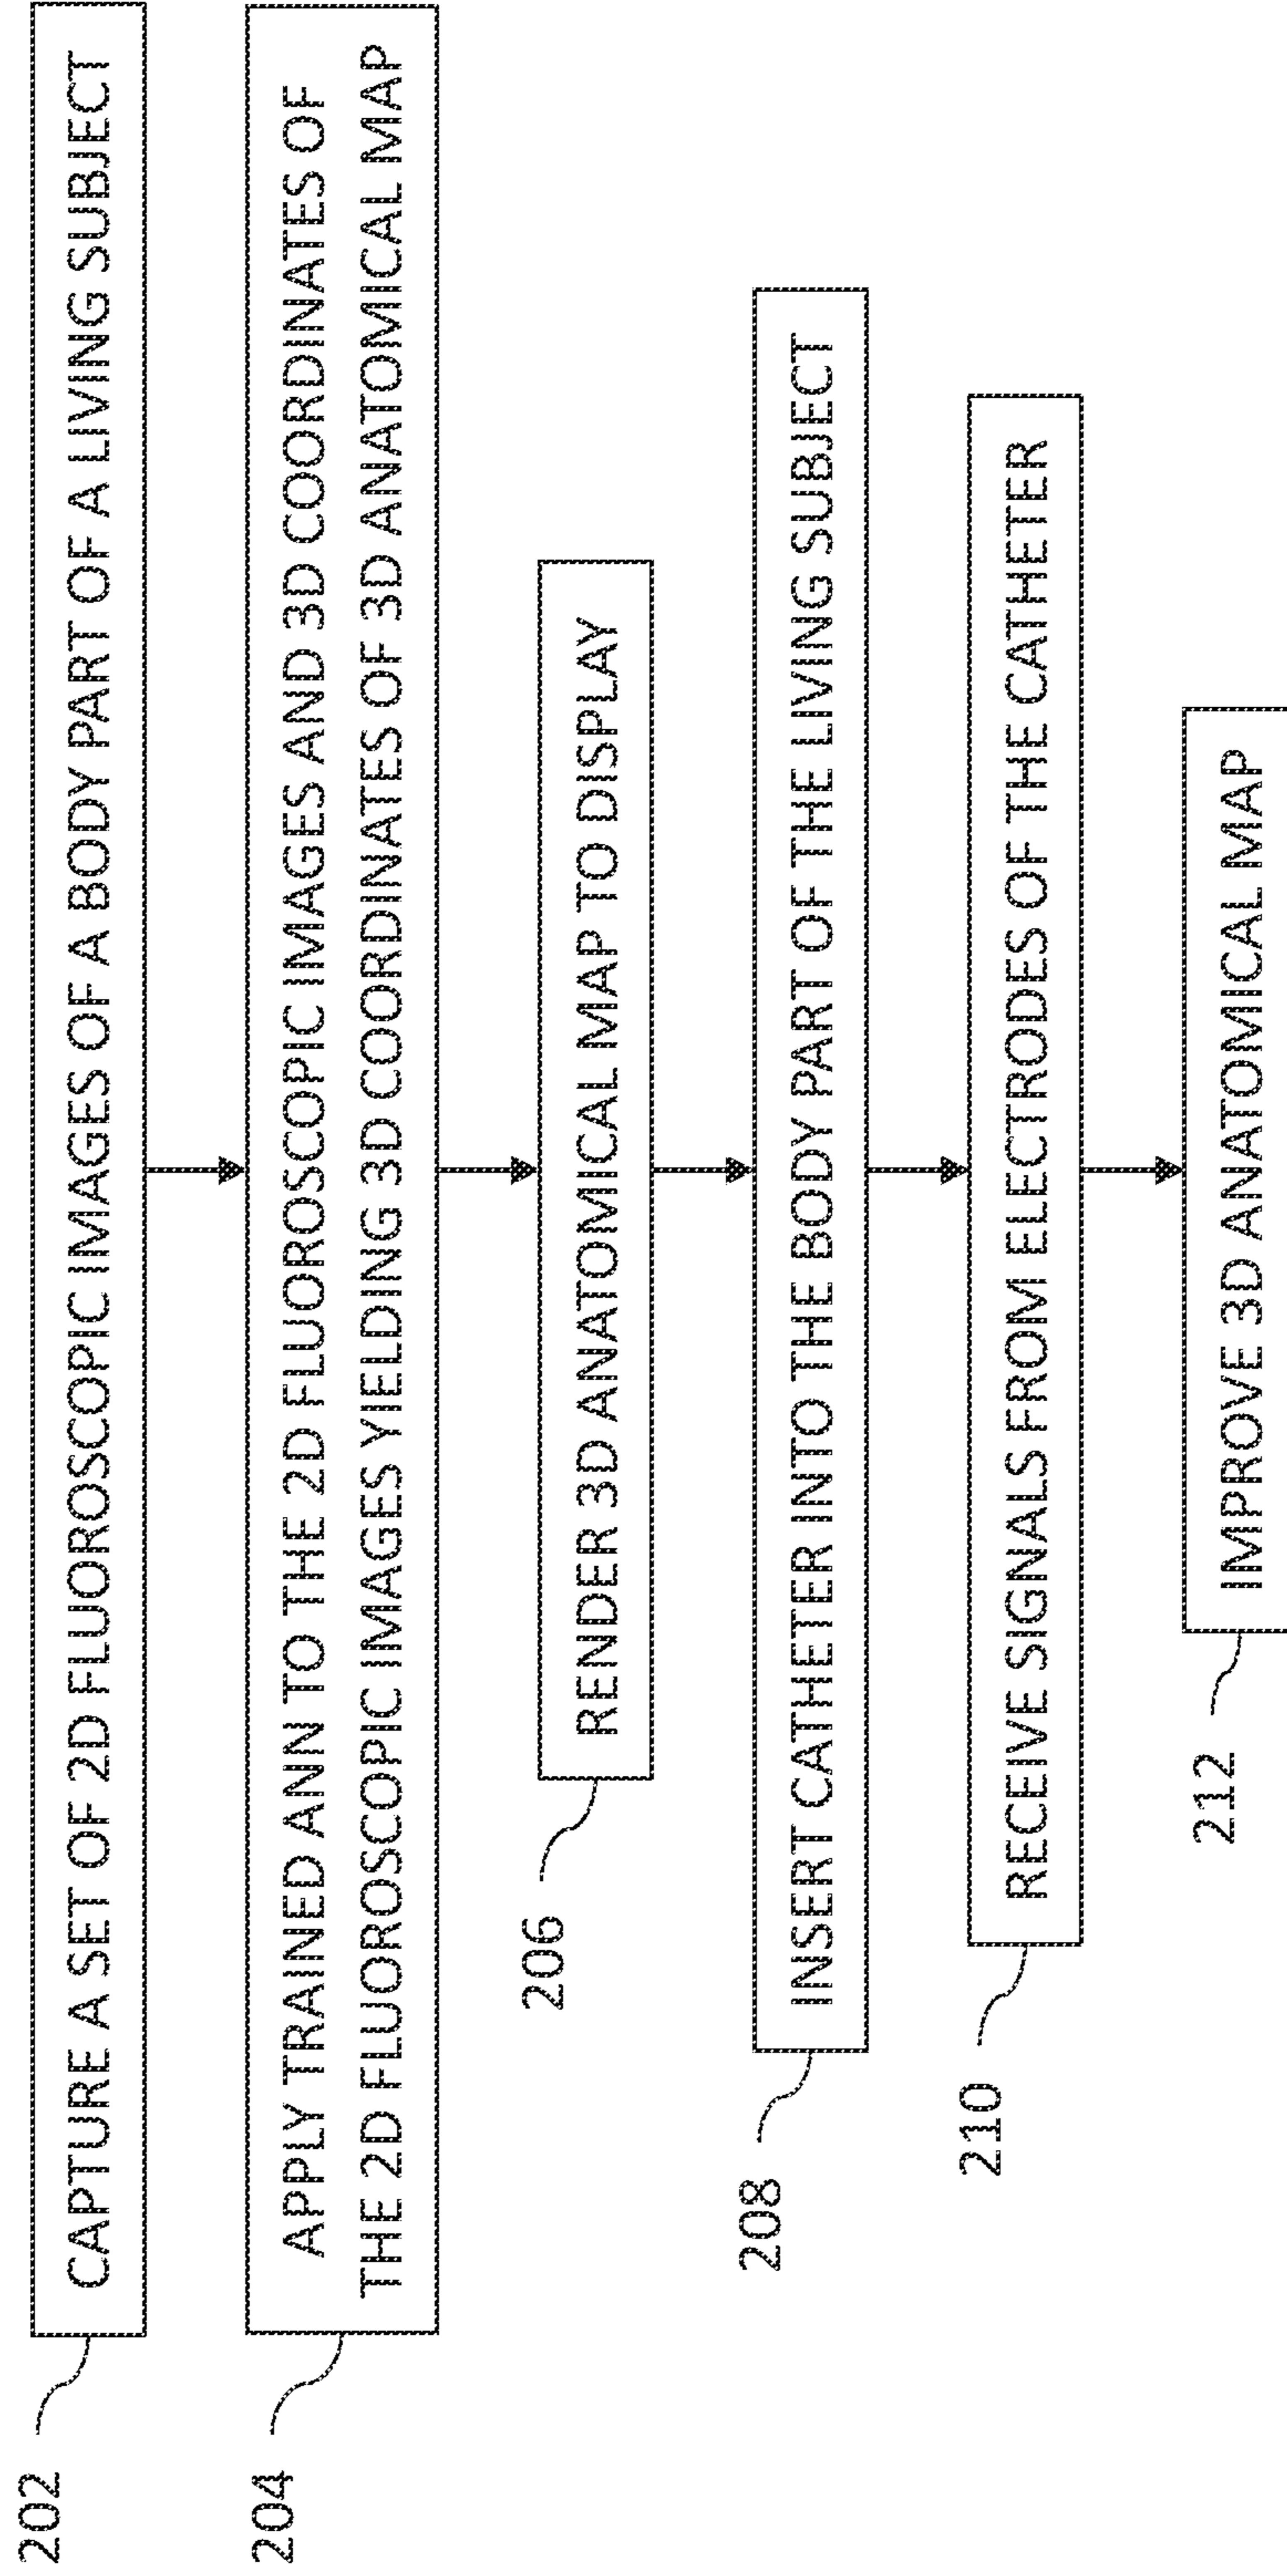 202
CAPTURE A SET OF 2D FLUOROSCOPIC IMAGES OF A BODY PART OF A LIVING SUBJECT
204
APPLY TRAINED ANN TO THE 2D FLUOROSCOPIC IMAGES AND 3D COORDINATES OF
THE 2D FLUOROSCOPIC IMAGES YIELDING 3D COORDINATES OF 3D ANATOMICAL MAP
206
RENDER 3D ANATOMICAL MAP TO DISPLAY
208
INSERT CATHETER INTO THE BODY PART OF THE LIVING SUBJECT
210
RECEIVE SIGNALS FROM ELECTRODES OF THE CATHETER
212
IMPROVE 3D ANATOMICAL MAP